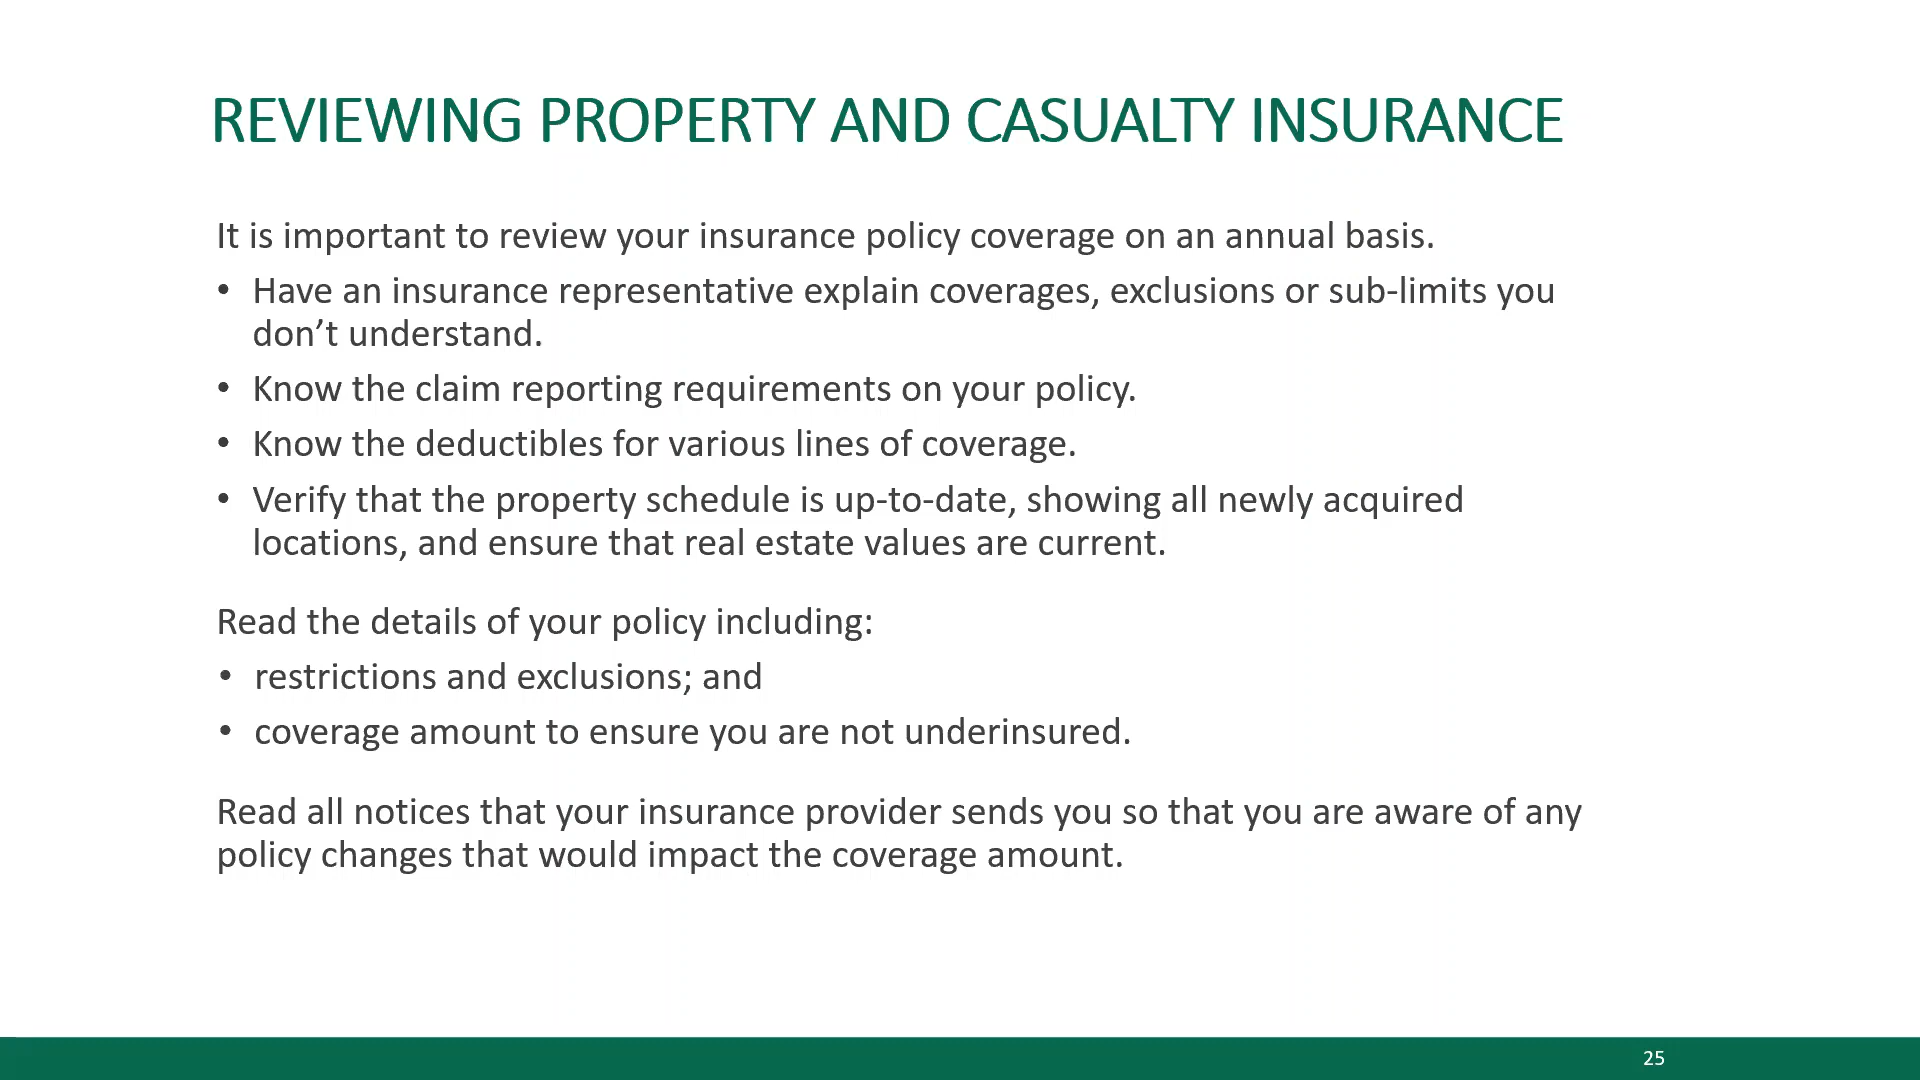 REVIEWING PROPERTY AND CASUALTY INSURANCE
It is important to review your insurance policy coverage on an annual basis.
• Have an insurance representative explain coverages, exclusions or sub-limits you
don’t understand.
• Know the claim reporting requirements on your policy.
• Know the deductibles for various lines of coverage.
• Verify that the property schedule is up-to-date, showing all newly acquired
locations, and ensure that real estate values are current.
Read the details of your policy including:
• restrictions and exclusions; and
• coverage amount to ensure you are not underinsured.
Read all notices that your insurance provider sends you so that you are aware of any
policy changes that would impact the coverage amount.
25